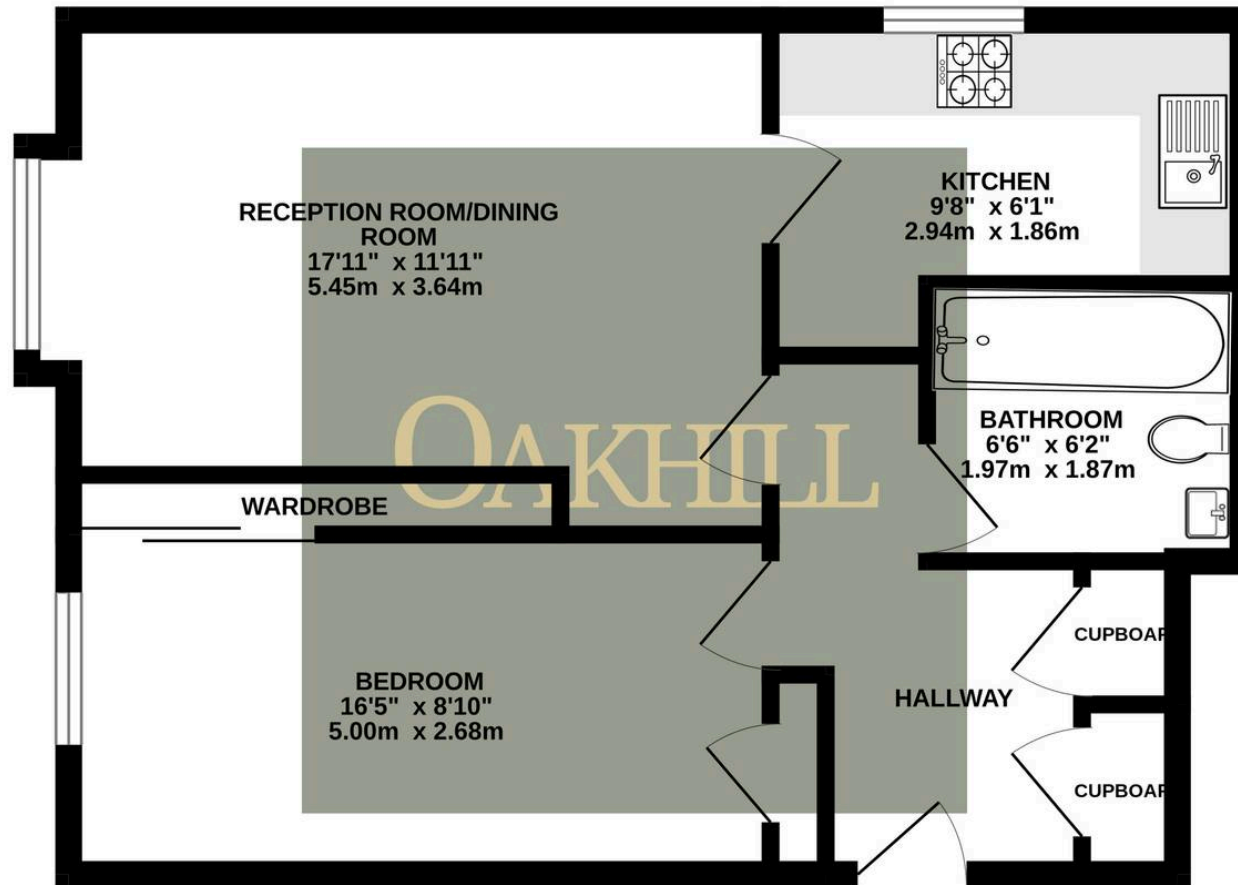 RECEPTION ROOM/DINING
ROOM
17'11" x 11'11"
5.45m x 3.64m
KITCHEN
9'8" x 6'1"
2.94m x 1.86m
OAKHILL
BATHROOM
6'6" x 6'2"
1.97m x 1.87m
WARDROBE
CUPBOAR
BEDROOM
16'5" x 8'10"
5.00m x 2.68m
HALLWAY
CUPBOAR